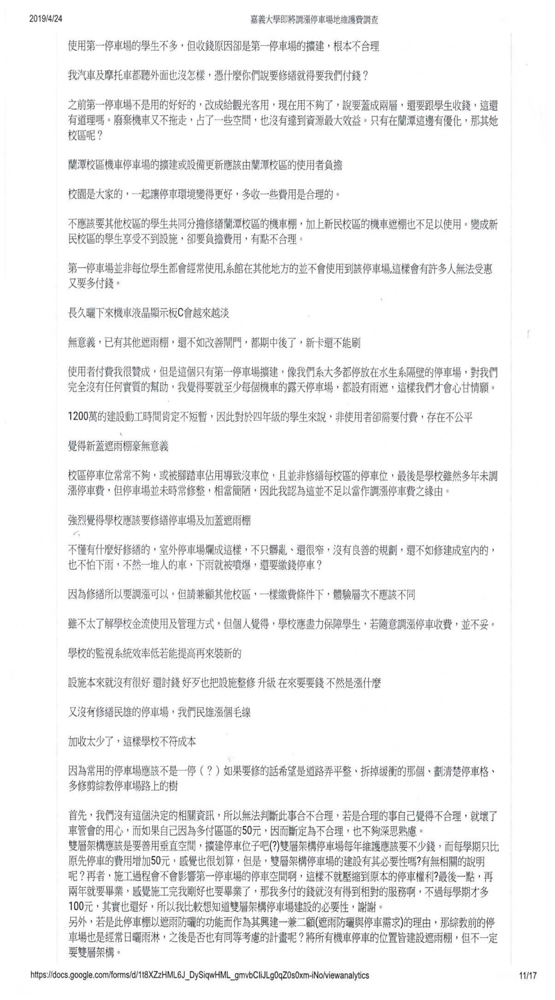 2019/4/24
嘉義大學即將調漲停車場地維護費調查
使用第一停車場的學生不多，但收錢原因卻是第一停車場的擴建，根本不合理
我汽車及摩托車都聽外面也沒怎樣，憑什麼你們說要修繕就得要我們付錢？
之前第一停車場不是用的好好的，改成給觀光客用，現在用不夠了，說要蓋成兩層，還要跟學生收錢，這還
有道理嗎。廢棄機車又不拖走，占了一些空間，也沒有達到資源最大效益。只有在蘭潭這邊有優化，那其她
校區呢？
蘭潭校區機車停車場的擴建或設備更新應該由蘭潭校區的使用者負擔
校園是大家的，一起讓停車環境變得更好，多收一些費用是合理的。
不應該要其他校區的學生共同分擔修繕蘭潭校區的機車棚，加上新民校區的機車遮棚也不足以使用。變成新
民校區的學生享受不到設施，卻要負擔費用，有點不合理。
第一停車場並非每位學生都會經常使用,系館在其他地方的並不會使用到該停車場,這樣會有許多人無法受惠
又要多付錢。
長久曬下來機車液晶顯示板C會越來越淡
無意義，已有其他遮雨棚，還不如改善閘門，都期中後了，新卡還不能刷
使用者付費我很贊成，但是這個只有第一停車場擴建，像我們系大多都停放在水生系隔壁的停車場，對我們
完全沒有任何實質的幫助，我覺得要就至少每個機車的露天停車場，都設有雨遮，這樣我們才會心甘情願。
1200萬的建設動工時間肯定不短暫，因此對於四年級的學生來說，非使用者卻需要付費，存在不公平
覺得新蓋遮雨棚豪無意義
校區停車位常常不夠，或被腳踏車佔用導致沒車位，且並非修繕每校區的停車位，最後是學校雖然多年未調
漲停車費，但停車場並未時常修整，相當簡陋，因此我認為這並不足以當作調漲停車費之緣由。
強烈覺得學校應該要修繕停車場及加蓋遮雨棚
不懂有什麼好修繕的，室外停車場爛成這樣，不只髒亂、還很窄，沒有良善的規劃，還不如修建成室內的，
也不怕下雨，不然一堆人的車，下雨就被噴爆，還要繳錢停車？
因為修繕所以要調漲可以，但請兼顧其他校區，一樣繳費條件下，體驗層次不應該不同
雖不太了解學校金流使用及管理方式，但個人覺得，學校應盡力保障學生，若隨意調漲停車收費，並不妥。
學校的監視系統效率低若能提高再來裝新的
設施本來就沒有很好 還討錢 好歹也把設施整修 升級 在來要要錢 不然是漲什麼
又沒有修繕民雄的停車場，我們民雄漲個毛線
加收太少了，這樣學校不符成本
因為常用的停車場應該不是一停（？）如果要修的話希望是道路弄平整、拆掉緩衝的那個、劃清楚停車格、
多修剪綜教停車場路上的樹
首先，我們沒有這個決定的相關資訊，所以無法判斷此事合不合理，若是合理的事自己覺得不合理，就壞了
車管會的用心，而如果自己因為多付區區的50元，因而斷定為不合理，也不夠深思熟慮。
雙層架構應該是要善用垂直空間，擴建停車位子吧(?)雙層架構停車場每年維護應該要不少錢，而每學期只比
原先停車的費用增加50元，感覺也很划算，但是，雙層架構停車場的建設有其必要性嗎?有無相關的說明
呢？再者，施工過程會不會影響第一停車場的停車空間啊，這樣不就壓縮到原本的停車權利?最後一點，再
兩年就要畢業，感覺施工完我剛好也要畢業了，那我多付的錢就沒有得到相對的服務啊，不過每學期才多
100元，其實也還好，所以我比較想知道雙層架構停車場建設的必要性，謝謝。
另外，若是此停車棚以遮雨防曬的功能而作為其興建一兼二顧(遮雨防曬與停車需求)的理由，那綜教前的停
車場也是經常日曬雨淋，之後是否也有同等考慮的計畫呢？將所有機車停車的位置皆建設遮雨棚，但不一定
要雙層架構。
https://docs.google.com/forms/d/1t8XZzHML6J_DySiqwHML_gmvbCIiJLg0qZ0s0xm-iNo/viewanalytics
11/17